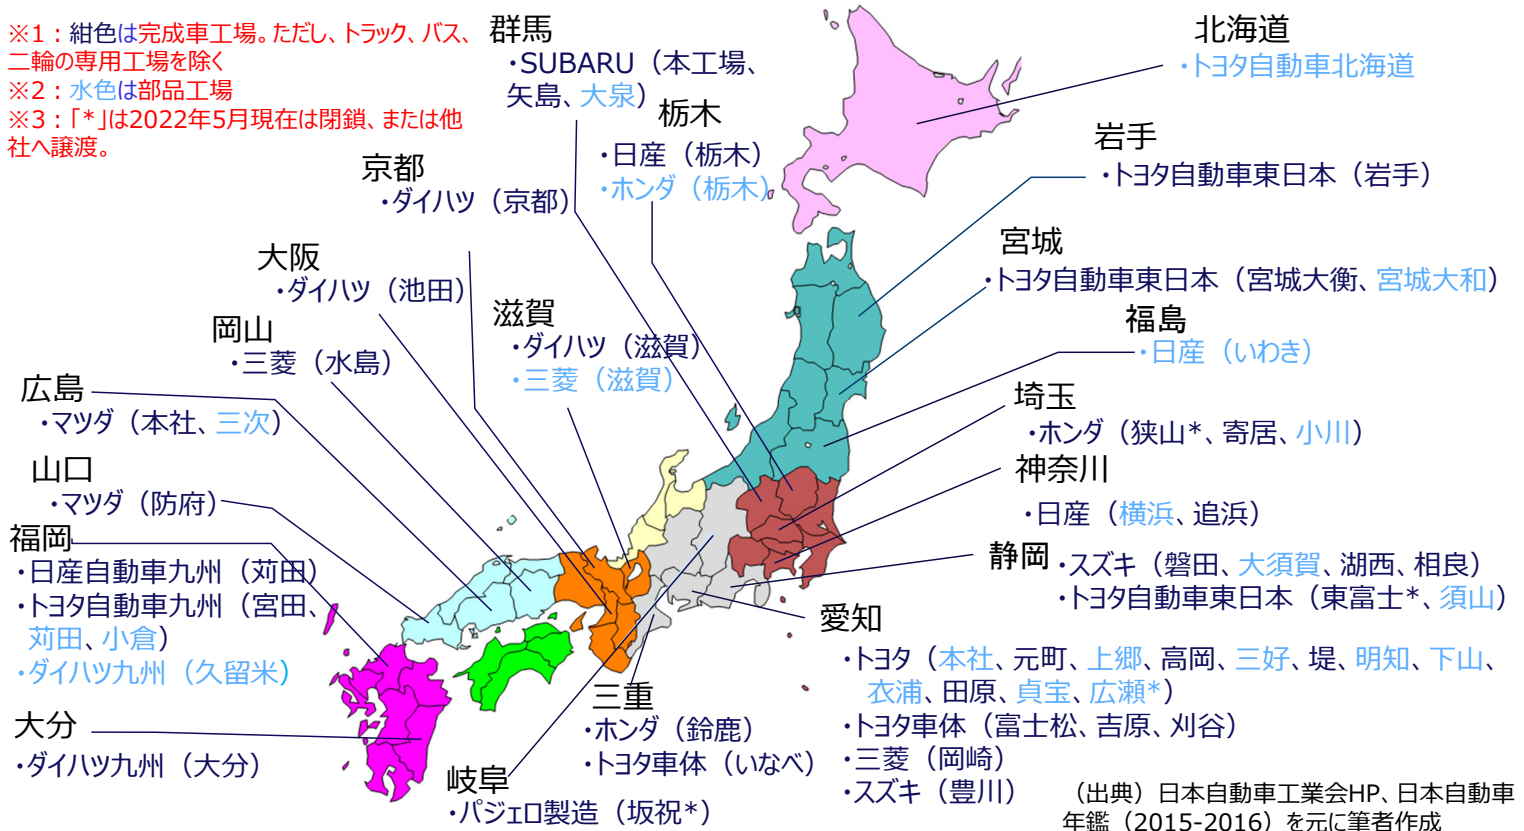 ※1：紺色は完成車工場。ただし、トラック、バス、
二輪の専用工場を除く
※2：水色は部品工場
※3：「*」は2022年5月現在は閉鎖、または他
社へ譲渡。
群馬
・SUBARU（本工場、
矢島、大泉）
栃木
・日産（栃木）
・ホンダ（栃木）
京都
・ダイハツ（京都）
大阪
・ダイハツ（池田）
岡山
・三菱（水島）
滋賀
・ダイハツ（滋賀）
・三菱（滋賀）
広島
・マツダ（本社、三次）
山口
・マツダ（防府）
福岡
・日産自動車九州（苅田）
・トヨタ自動車九州（宮田、
苅田、小倉）
・ダイハツ九州（久留米）
大分
・ダイハツ九州（大分）
北海道
・トヨタ自動車北海道
岩手
・トヨタ自動車東日本（岩手）
宮城
・トヨタ自動車東日本（宮城大衡、宮城大和）
福島
・日産（いわき）
埼玉
・ホンダ（狭山*、寄居、小川）
神奈川
・日産（横浜、追浜）
静岡
・スズキ（磐田、大須賀、湖西、相良）
・トヨタ自動車東日本（東富士*、須山）
愛知
・トヨタ（本社、元町、上郷、高岡、三好、堤、明知、下山、
衣浦、田原、貞宝、広瀬*）
・トヨタ車体（富士松、吉原、刈谷）
・三菱（岡崎）
・スズキ（豊川）
三重
・ホンダ（鈴鹿）
・トヨタ車体（いなべ）
岐阜
・パジェロ製造（坂祝*）
（出典）日本自動車工業会HP、日本自動車
年鑑（2015-2016）を元に筆者作成